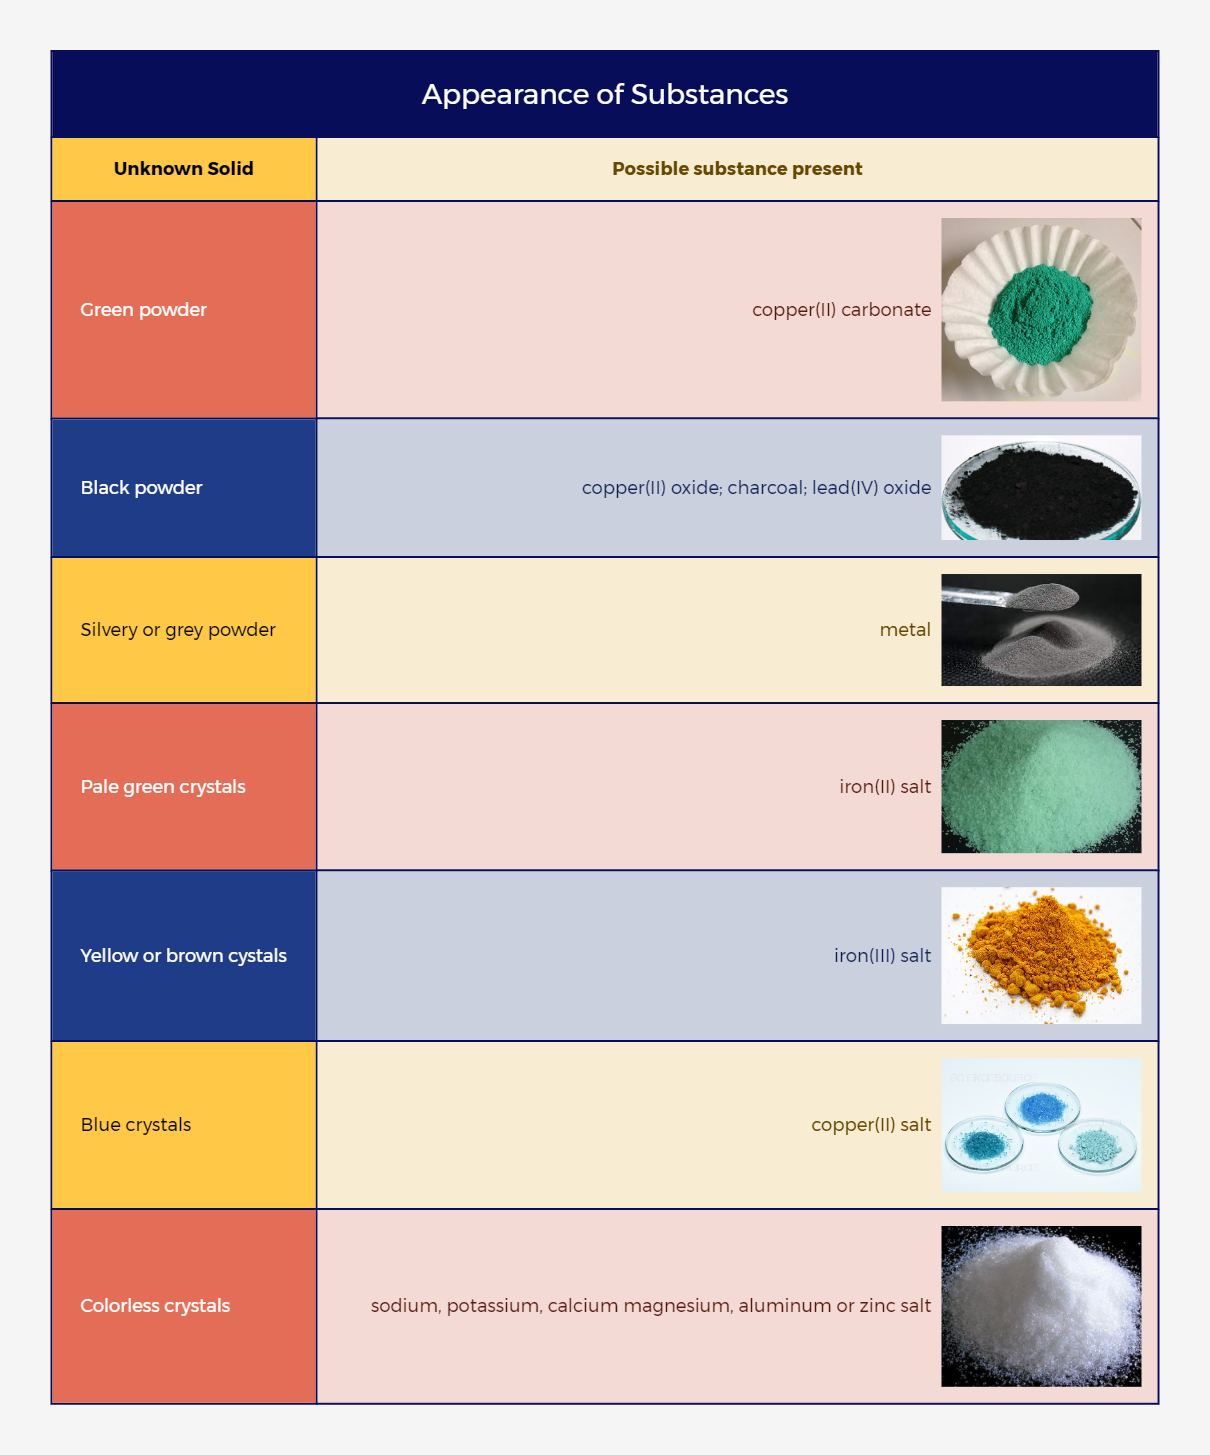 Appearance of Substances
Unknown Solid
Possible substance present
Green powder
copper(II) carbonate
Black powder
copper(II) oxide; charcoal; lead(IV) oxide
Silvery or grey powder
metal
Pale green crystals
iron(II) salt
Yellow or brown cystals
iron(III) salt
Blue crystals
copper(II) salt
Colorless crystals
sodium, potassium, calcium magnesium, aluminum or zinc salt